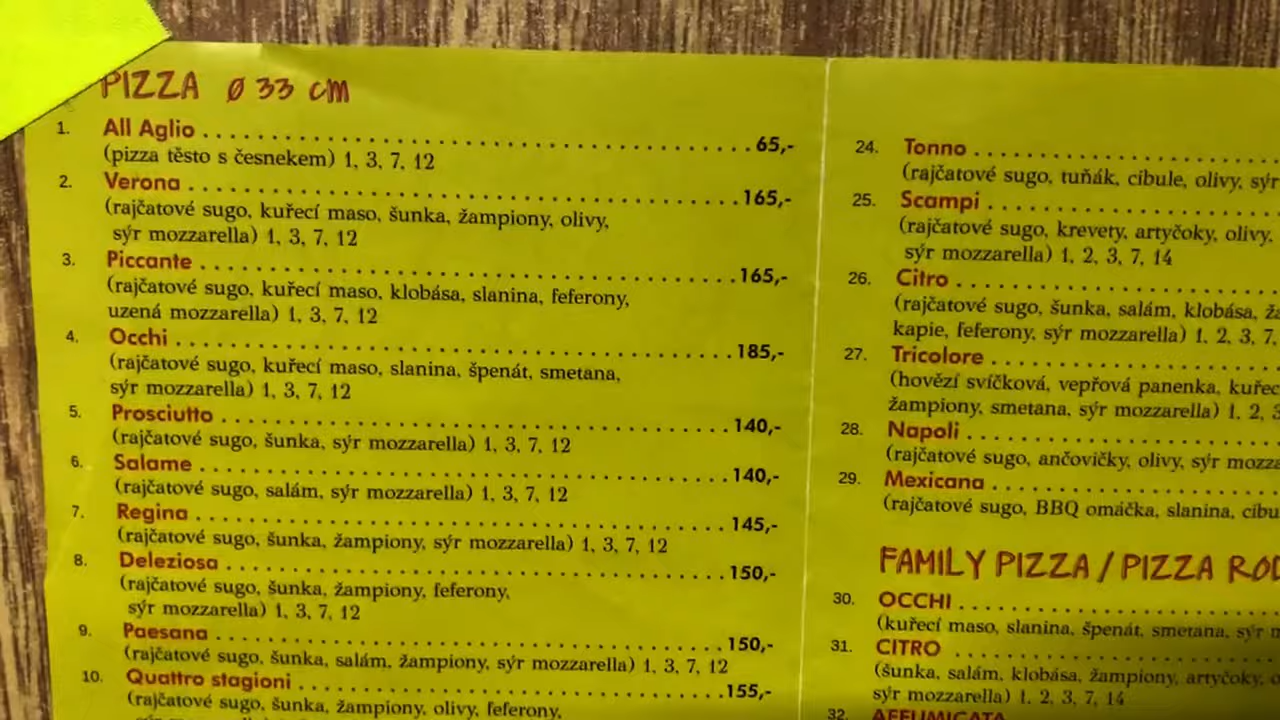 PIZZA Ø 33 cm
1. All Aglio 65,-
(pizza těsto s česnekem) 1, 3, 7, 12
2. Verona 165,-
(rajčatové sugo, kuřecí maso, šunka, žampiony, olivy,
sýr mozzarella) 1, 3, 7, 12
3. Piccante 165,-
(rajčatové sugo, kuřecí maso, klobása, slanina, feferony,
uzená mozzarella) 1, 3, 7, 12
4. Occhi 185,-
(rajčatové sugo, kuřecí maso, slanina, špenát, smetana,
sýr mozzarella) 1, 3, 7, 12
5. Prosciutto 140,-
(rajčatové sugo, šunka, sýr mozzarella) 1, 3, 7, 12
6. Salame 140,-
(rajčatové sugo, salám, sýr mozzarella) 1, 3, 7, 12
7. Regina 145,-
(rajčatové sugo, šunka, žampiony, sýr mozzarella) 1, 3, 7, 12
8. Deleziosa 150,-
(rajčatové sugo, šunka, žampiony, feferony,
sýr mozzarella) 1, 3, 7, 12
9. Paesana 150,-
(rajčatové sugo, šunka, salám, žampiony, sýr mozzarella) 1, 3, 7, 12
10. Quattro stagioni 155,-
(rajčatové sugo, šunka, žampiony, olivy, feferony,
24. Tonno
(rajčatové sugo, tuňák, cibule, olivy, sýr
25. Scampi
(rajčatové sugo, krevety, artyčoky, olivy,
sýr mozzarella) 1, 2, 3, 7, 14
26. Citro
(rajčatové sugo, šunka, salám, klobása,
kapie, feferony, sýr mozzarella) 1, 2, 3, 7,
27. Tricolore
(hovězí svíčková, vepřová panenka, kuřec
žampiony, smetana, sýr mozzarella) 1, 2, 3
28. Napoli
(rajčatové sugo, ančovičky, olivy, sýr mozza
29. Mexicana
(rajčatové sugo, BBQ omáčka, slanina, cibu
FAMILY PIZZA / PIZZA ROD
30. OCCHI
(kuřecí maso, slanina, špenát, smetana, sýr m
31. CITRO
(šunka, salám, klobása, žampiony, artyčoky, o
sýr mozzarella) 1, 2, 3, 7, 14
32. AFFUMICATA